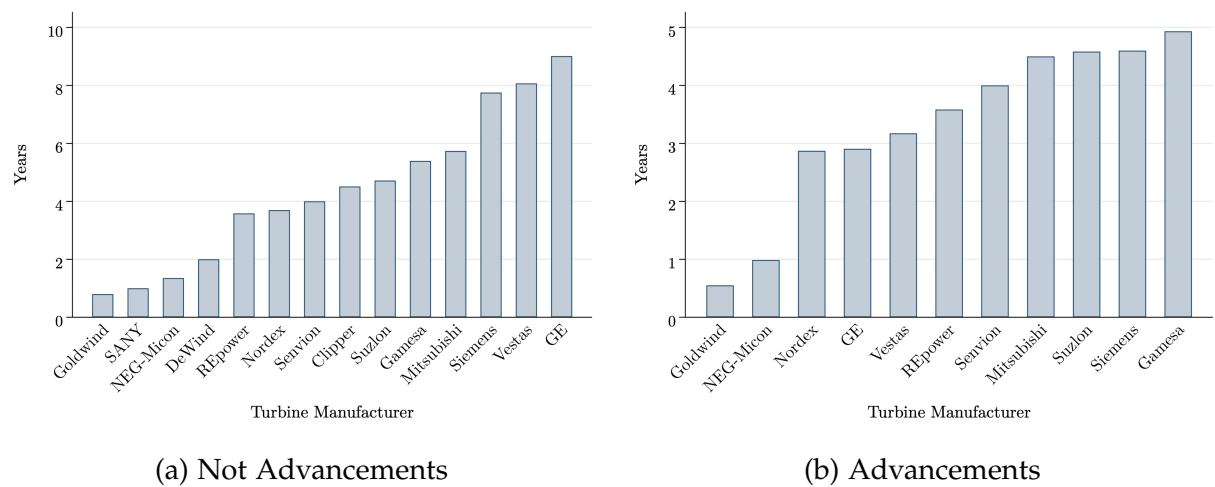 10
8
6
4
2
0
Years
Goldwind
SANY
NEG-Micon
DeWind
REpower
Nordex
Senvion
Clipper
Suzlon
Gamesa
Mitsubishi
Siemens
Vestas
GE
Turbine Manufacturer
(a) Not Advancements
5
4
3
2
1
0
Years
Goldwind
NEG-Micon
Nordex
GE
Vestas
REpower
Senvion
Mitsubishi
Suzlon
Siemens
Gamesa
Turbine Manufacturer
(b) Advancements